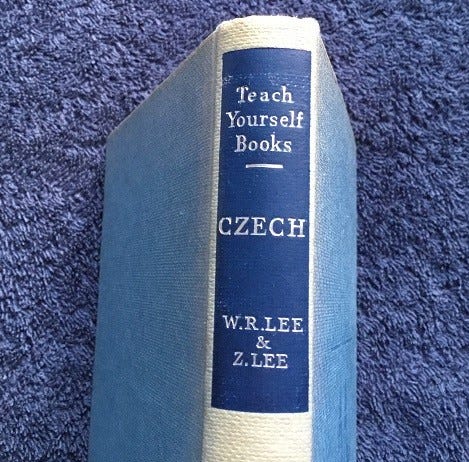 Teach
Yourself
Books
CZECH
W.R.LEE
&
Z.LEE